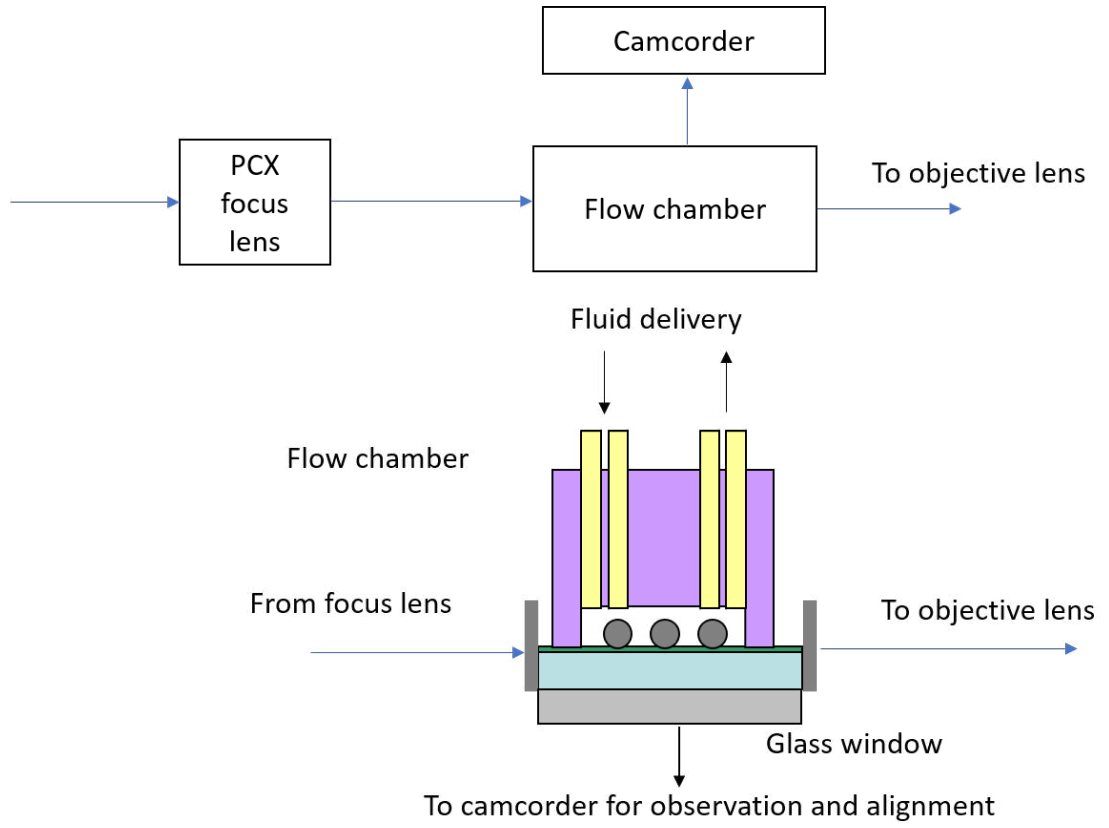 Camcorder
PCX
focus
lens
Flow chamber
To objective lens
Fluid delivery
Flow chamber
From focus lens
To objective lens
Glass window
To camcorder for observation and alignment